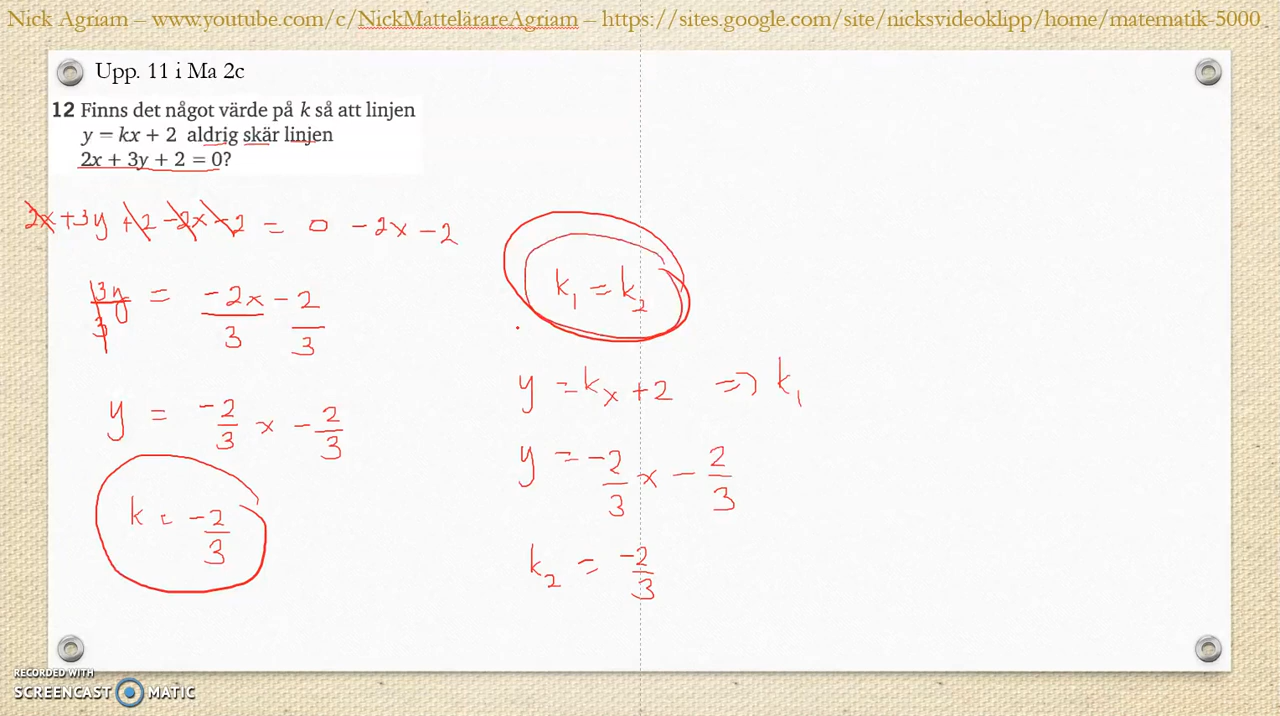 Nick Agriam – www.youtube.com/c/NickMattelärareAgriam – https://sites.google.com/site/nicksvideoklipp/home/matematik-5000
Upp. 11 i Ma 2c
12 Finns det något värde på k så att linjen
y = kx + 2 aldrig skär linjen
2x + 3y + 2 = 0?
2x + 3y + 2 - 2x - 2 = 0 - 2x - 2
3y/3 = -2x/3 - 2/3
y = -2/3 x - 2/3
k = -2/3
k₁ = k₂
y = kx + 2 => k₁
y = -2/3 x - 2/3
k₂ = -2/3
RECORDED WITH
SCREENCAST MATIC